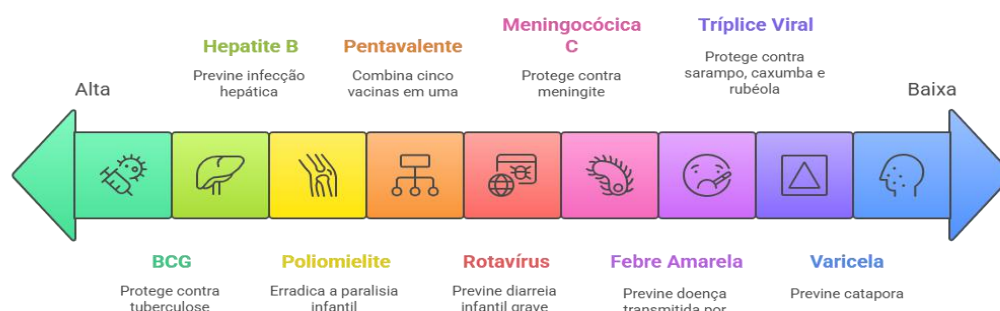 Meningocócica
C
Tríplice Viral
Hepatite B
Pentavalente
Previne infecção
hepática
Combina cinco
vacinas em uma
Protege contra
meningite
Protege contra
sarampo, caxumba e
rubéola
Alta
Baixa
BCG
Poliomielite
Rotavírus
Febre Amarela
Varicela
Protege contra
tuberculose
Erradica a paralisia
infantil
Previne diarreia
infantil grave
Previne doença
transmitida por
Previne catapora